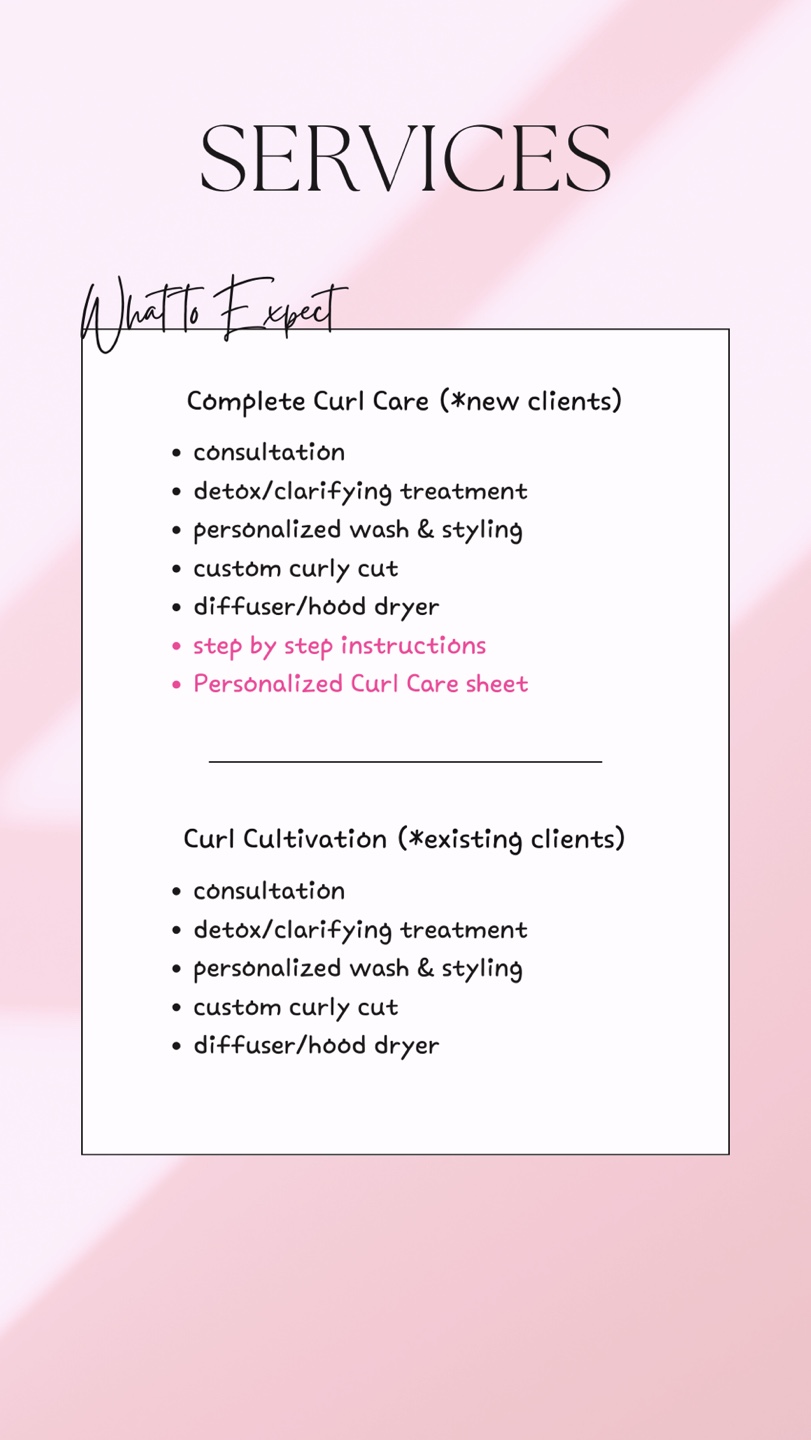 SERVICES
What to Expect
Complete Curl Care (*new clients)
• consultation
• detox/clarifying treatment
• personalized wash & styling
• custom curly cut
• diffuser/hood dryer
• step by step instructions
• Personalized Curl Care sheet
Curl Cultivation (*existing clients)
• consultation
• detox/clarifying treatment
• personalized wash & styling
• custom curly cut
• diffuser/hood dryer